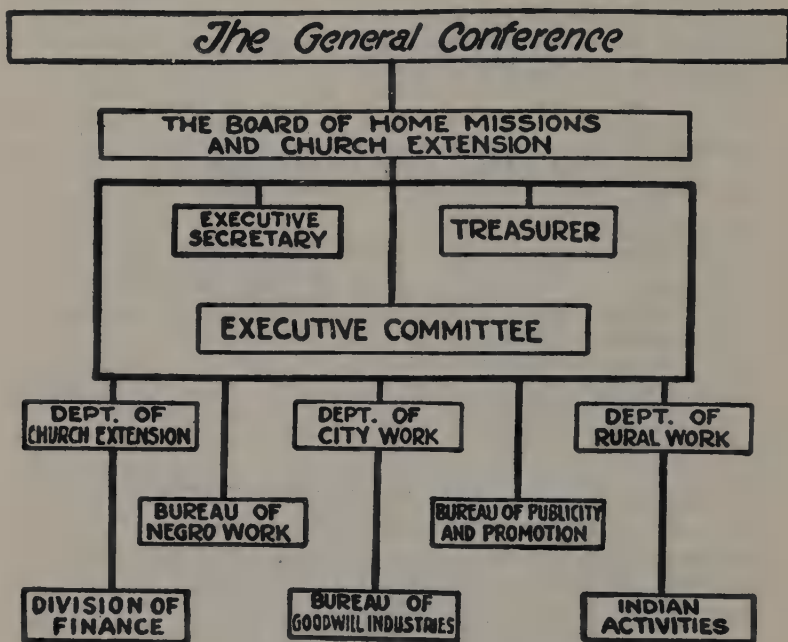 The General Conference
THE BOARD OF HOME MISSIONS
AND CHURCH EXTENSION
EXECUTIVE
SECRETARY
TREASURER
EXECUTIVE COMMITTEE
DEPT. OF
CHURCH EXTENSION
DEPT. OF
CITY WORK
DEPT. OF
RURAL WORK
BUREAU OF
NEGRO WORK
BUREAU OF PUBLICITY
AND PROMOTION
DIVISION OF
FINANCE
BUREAU OF
GOODWILL INDUSTRIES
INDIAN
ACTIVITIES